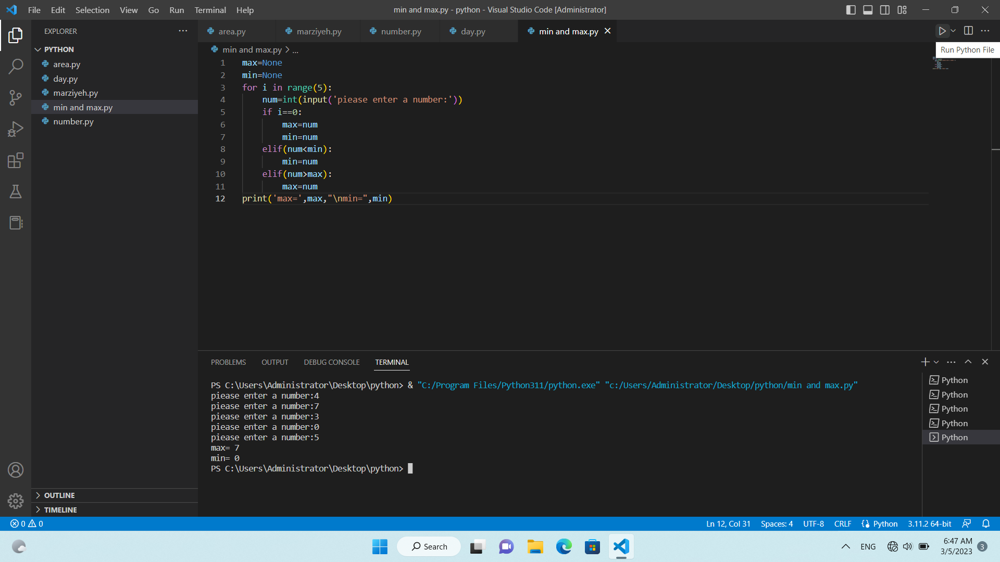 File Edit Selection View Go Run Terminal Help
min and max.py - python - Visual Studio Code [Administrator]
EXPLORER
PYTHON
area.py
day.py
marziyeh.py
min and max.py
number.py
OUTLINE
TIMELINE
area.py marziyeh.py number.py day.py min and max.py
Run Python File
min and max.py > ...
1 max=None
2 min=None
3 for i in range(5):
4     num=int(input('piease enter a number:'))
5     if i==0:
6         max=num
7         min=num
8     elif(num<min):
9         min=num
10     elif(num>max):
11         max=num
12 print('max=',max,"\nmin=",min)
PROBLEMS OUTPUT DEBUG CONSOLE TERMINAL
PS C:\Users\Administrator\Desktop\python> & "C:/Program Files/Python311/python.exe" "c:/Users/Administrator/Desktop/python/min and max.py"
piease enter a number:4
piease enter a number:7
piease enter a number:3
piease enter a number:0
piease enter a number:5
max= 7
min= 0
PS C:\Users\Administrator\Desktop\python>
Python
Python
Python
Python
Python
0 0 Ln 12, Col 31 Spaces: 4 UTF-8 CRLF Python 3.11.2 64-bit
Search
ENG
6:47 AM
3/5/2023
3